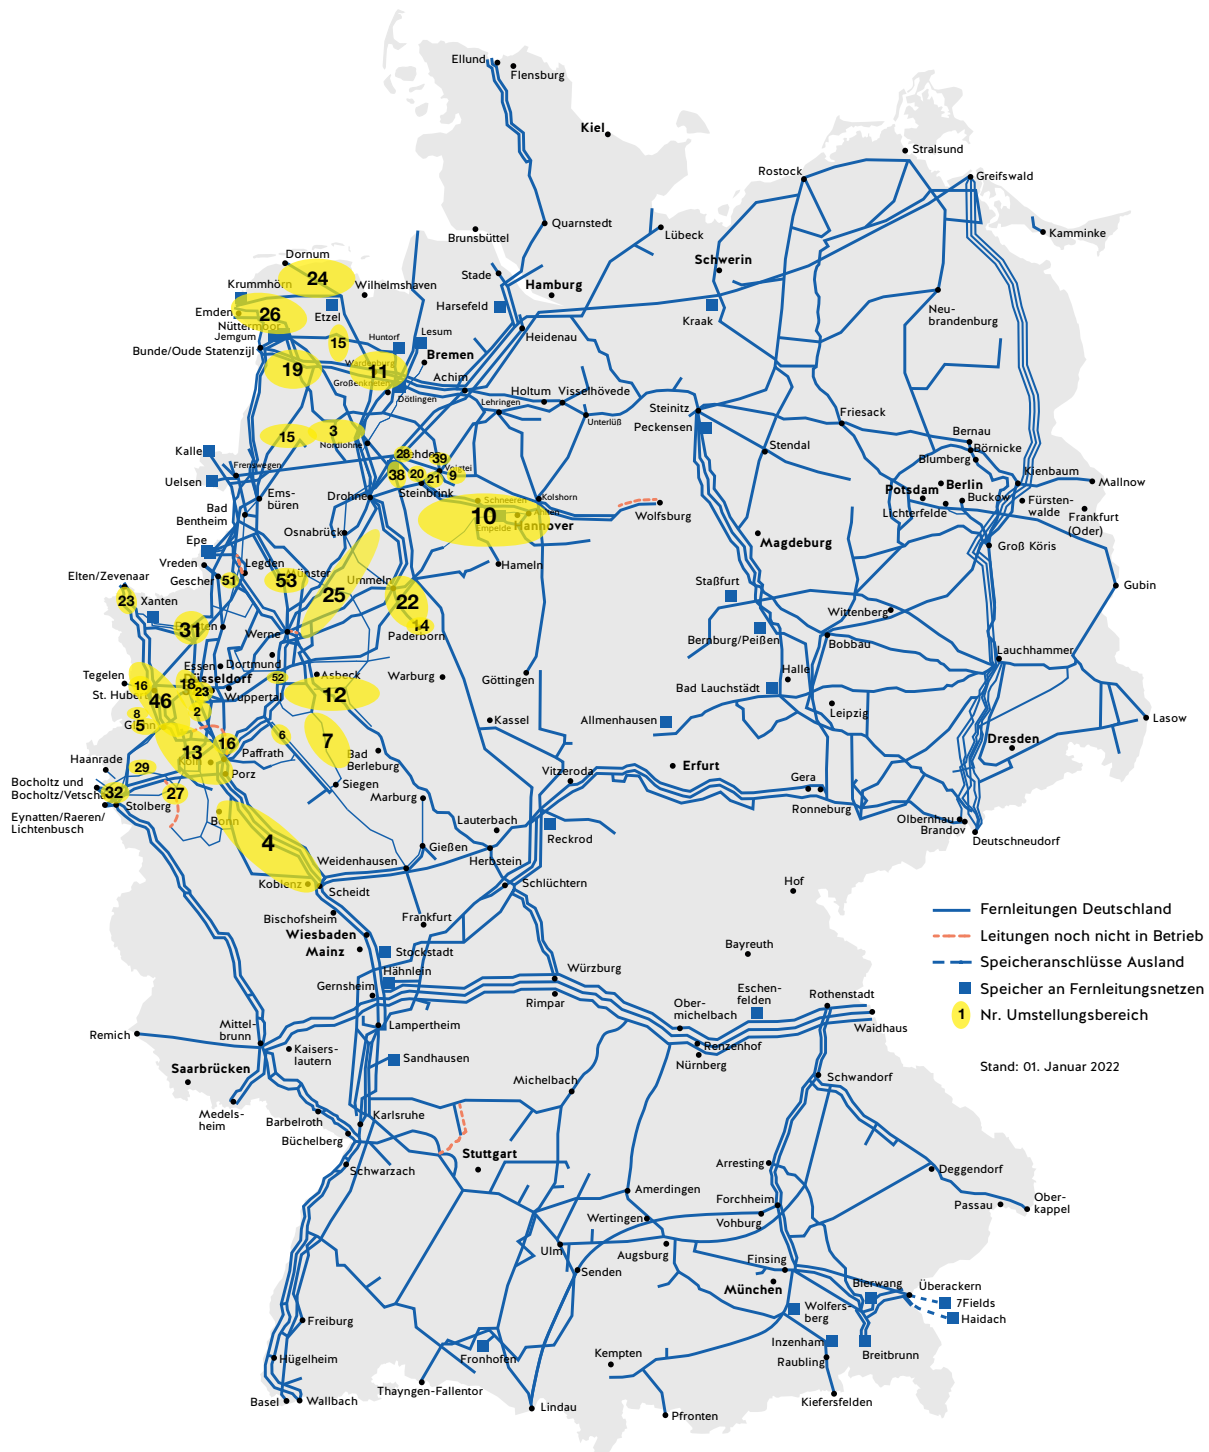 Ellund
Flensburg
Kiel
Stralsund
Rostock
Greifswald
Quarnstedt
Brunsbüttel
Lübeck
Kamminke
Dornum
24
Schwerin
Krummhörn
Wilhelmshaven
Stade
Hamburg
Emden
26
Etzel
Harsefeld
Kraak
Neu-
brandenburg
Nüttermoor
Jemgum
15
Huntorf
Lesum
Heidenau
Bunde/Oude Statenzijl
Bremen
19
Wardenburg
11
Achim
Großenkneten
Dötlingen
Holtum
Visselhövede
Lehringen
Unterlüß
Steinitz
Peckensen
Friesack
15
3
Nordlohne
Bernau
Börnicke
Blumberg
Kalle
28
39
Stendal
Frenswegen
Kienbaum
Mallnow
Uelsen
38
20
21
9
Steinbrink
Potsdam
Berlin
Buckow
Lichterfelde
Fürsten-
walde
Frankfurt
(Oder)
Ems-
büren
Drohne
Schneeren
Kolshorn
10
Ahlten
Empelde
Hannover
Wolfsburg
Bad
Bentheim
Osnabrück
Magdeburg
Groß Köris
Epe
Vreden
Legden
Gescher
51
53
Münster
Ummeln
Hameln
Elten/Zevenaar
23
Xanten
25
22
14
Staßfurt
Gubin
Wittenberg
31
Werne
Paderborn
Bernburg/Peißen
Bobbau
Lauchhammer
Essen
Dortmund
Tegelen
16
18
Düsseldorf
23
52
Asbeck
Warburg
Göttingen
Halle
Bad Lauchstädt
St. Hubert
46
2
Wuppertal
12
Leipzig
8
5
Kassel
Allmenhausen
Lasow
13
16
6
7
Dresden
Paffrath
Bad
Berleburg
Haanrade
29
Köln
Porz
Siegen
Vitzeroda
Erfurt
Gera
Ronneburg
Bocholtz und
Bocholtz/Vetschau
32
27
Stolberg
Marburg
Eynatten/Raeren/
Lichtenbusch
Bonn
Lauterbach
Reckrod
Olbernhau
Brandov
Deutschneudorf
4
Gießen
Weidenhausen
Herbstein
Koblenz
Scheidt
Schlüchtern
Hof
Bischofsheim
Frankfurt
Fernleitungen Deutschland
Wiesbaden
Leitungen noch nicht in Betrieb
Mainz
Stockstadt
Bayreuth
Speicheranschlüsse Ausland
Hähnlein
Würzburg
Gernsheim
Speicher an Fernleitungsnetzen
Rimpar
Ober-
michelbach
Eschen-
felden
Rothenstadt
1
Nr. Umstellungsbereich
Waidhaus
Remich
Mittel-
brunn
Lampertheim
Kaisers-
lautern
Renzenhof
Nürnberg
Sandhausen
Saarbrücken
Stand: 01. Januar 2022
Michelbach
Schwandorf
Medels-
heim
Barbelroth
Karlsruhe
Büchelberg
Stuttgart
Schwarzach
Arresting
Deggendorf
Amerdingen
Forchheim
Passau
Ober-
kappel
Wertingen
Vohburg
Ulm
Augsburg
Finsing
Senden
München
Bierwang
Überackern
7Fields
Haidach
Wolfers-
berg
Freiburg
Inzenham
Breitbrunn
Fronhofen
Kempten
Raubling
Hügelheim
Thayngen-Fallentor
Kiefersfelden
Basel
Wallbach
Lindau
Pfronten